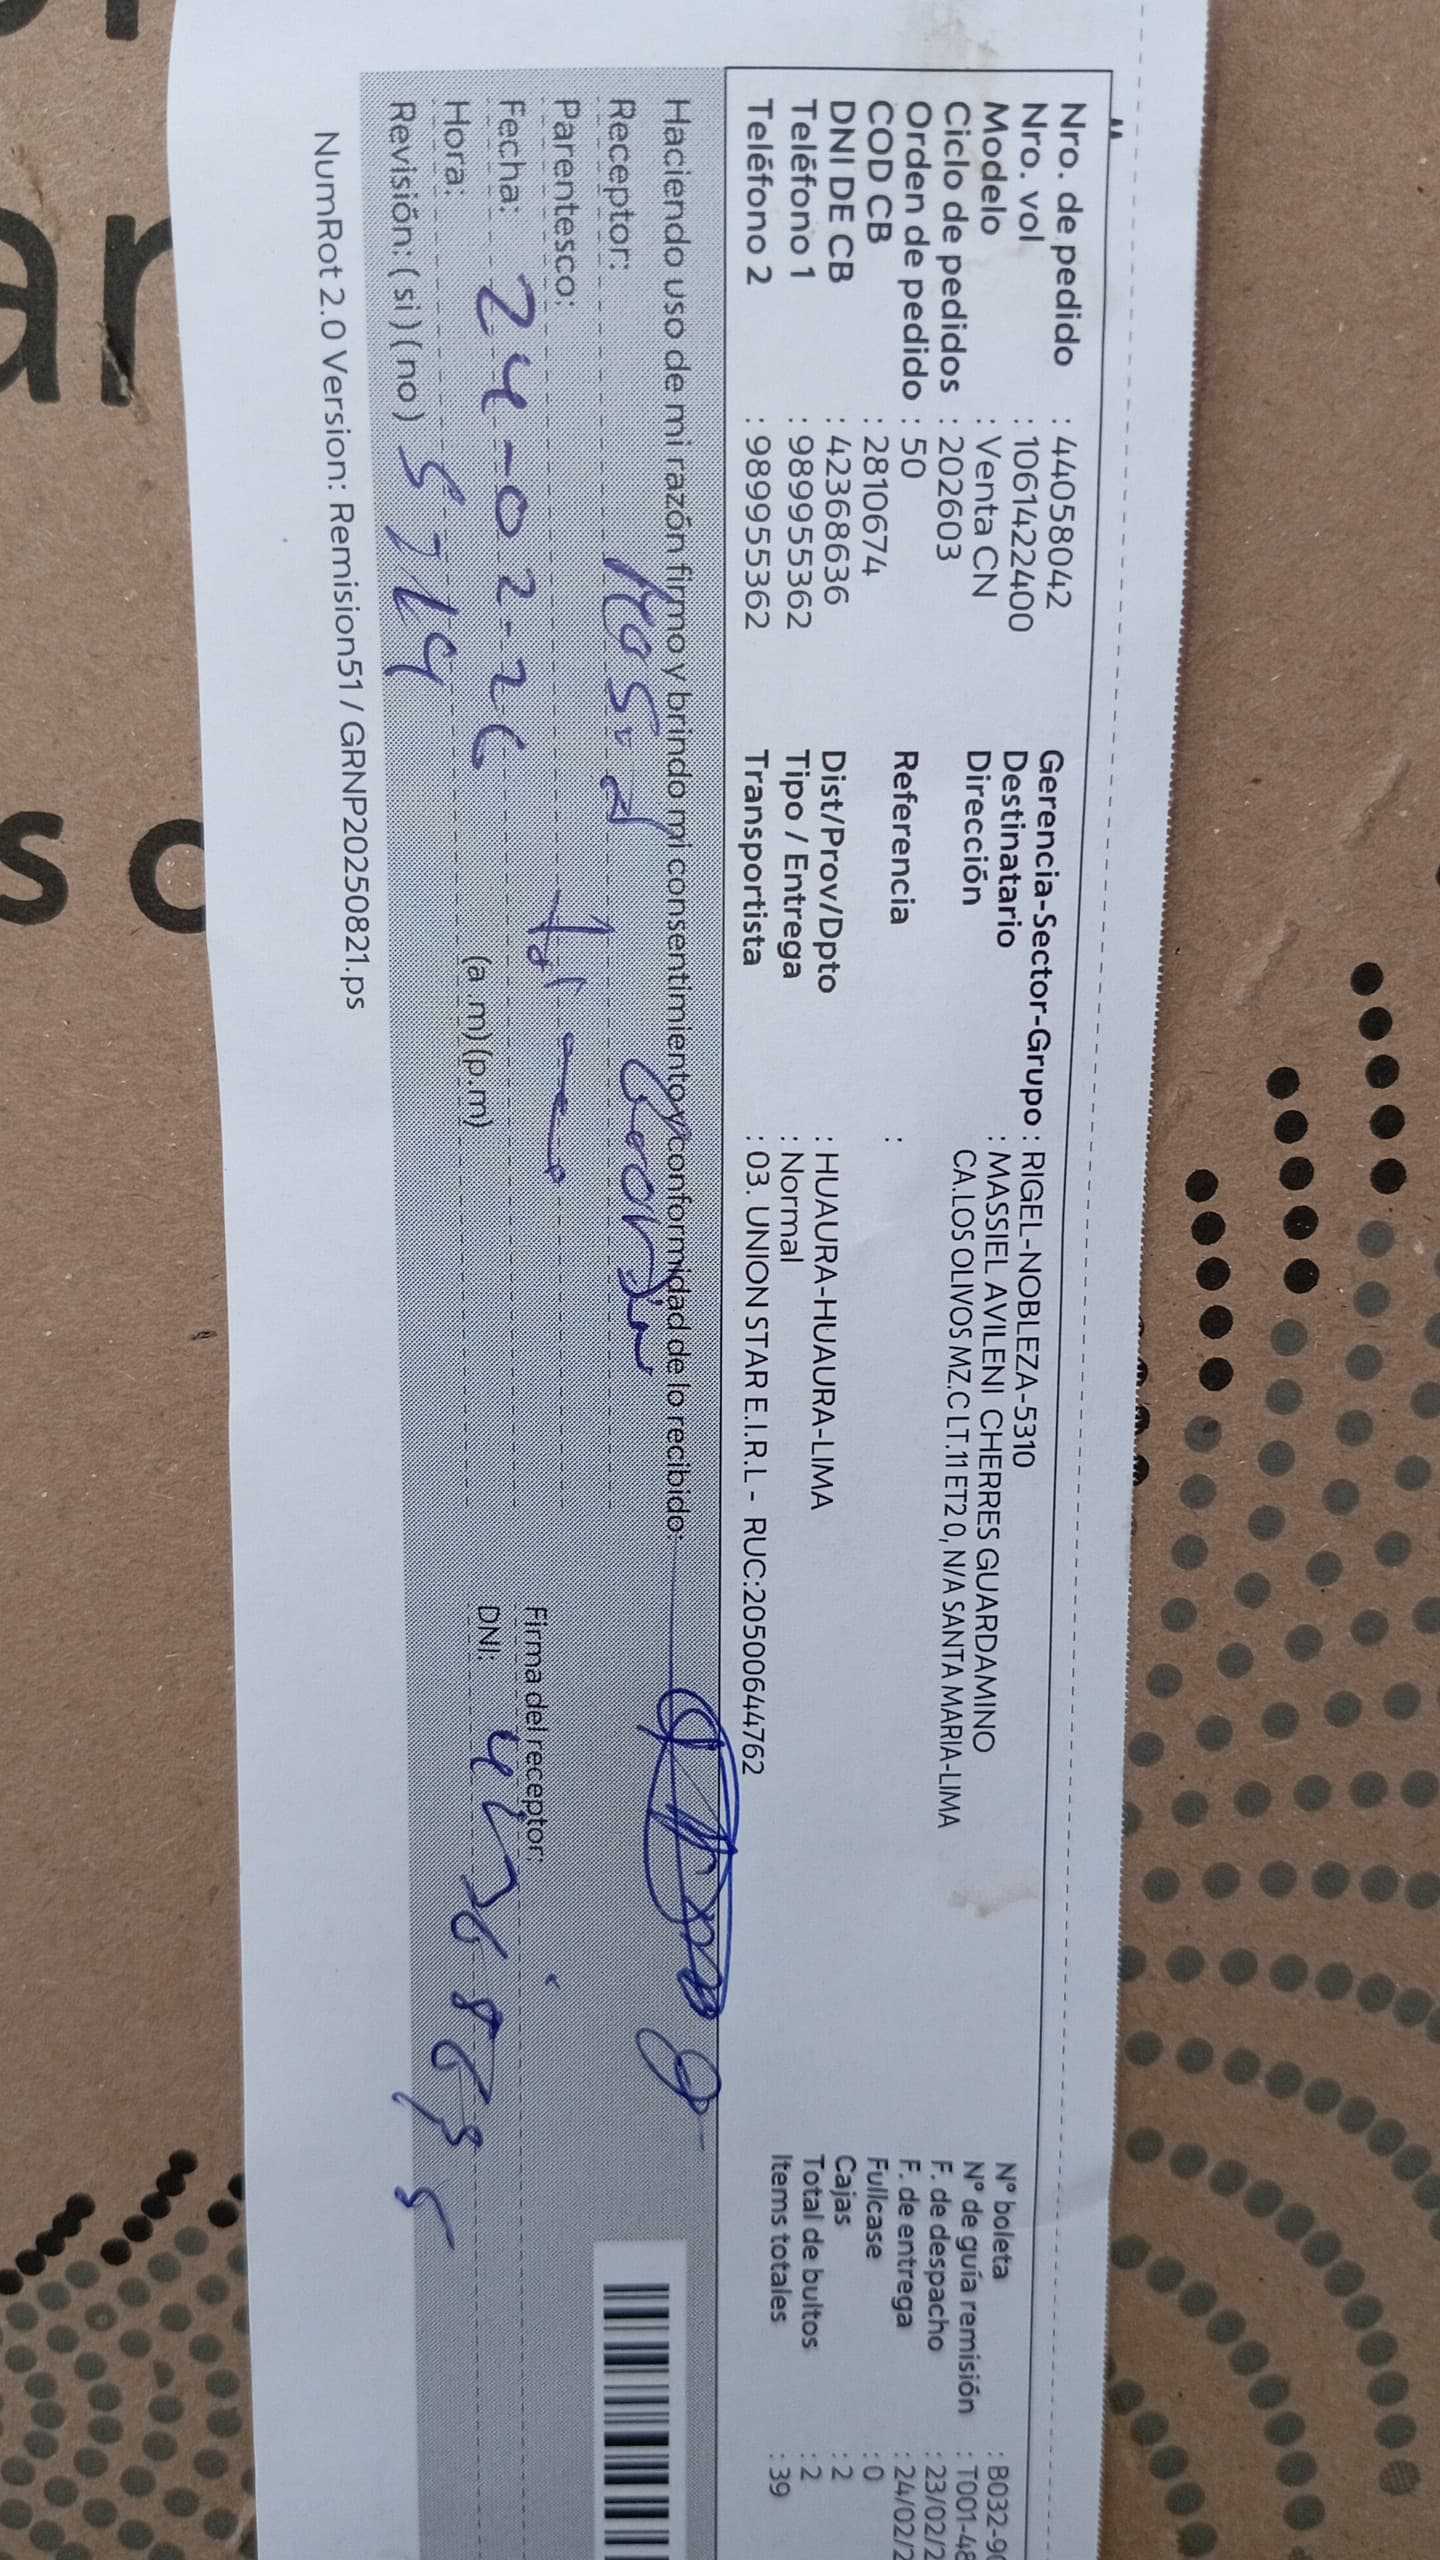 Nro. de pedido : 44058042
Nro. vol : 1061422400
Modelo : Venta CN
Ciclo de pedidos : 202603
Orden de pedido : 50
COD CB : 2810674
DNI DE CB : 42368636
Teléfono 1 : 989955362
Teléfono 2 : 989955362
Gerencia-Sector-Grupo : RIGEL-NOBLEZA-5310
Destinatario : MASSIEL AVILENI CHERRES GUARDAMINO
Dirección CA.LOS OLIVOS MZ.C LT.11 ET2 0, N/A SANTA MARIA-LIMA
Referencia :
Dist/Prov/Dpto : HUAURA-HUAURA-LIMA
Tipo / Entrega : Normal
Transportista : 03. UNION STAR E.I.R.L - RUC:20500644762
N° boleta : B032-90
N° de guía remisión : T001-48
F. de despacho : 23/02/2
F. de entrega : 24/02/2
Fullcase : 0
Cajas : 2
Total de bultos : 2
Items totales : 39
Haciendo uso de mi razón firmo y brindo mi consentimiento y conformidad de lo recibido:
Receptor:
Parentesco:
Fecha: 24-02-26
Hora: (a m) (p.m)
Revisión: ( si ) ( no )
Firma del receptor:
DNI:
NumRot 2.0 Version: Remision51 / GRNP20250821.ps